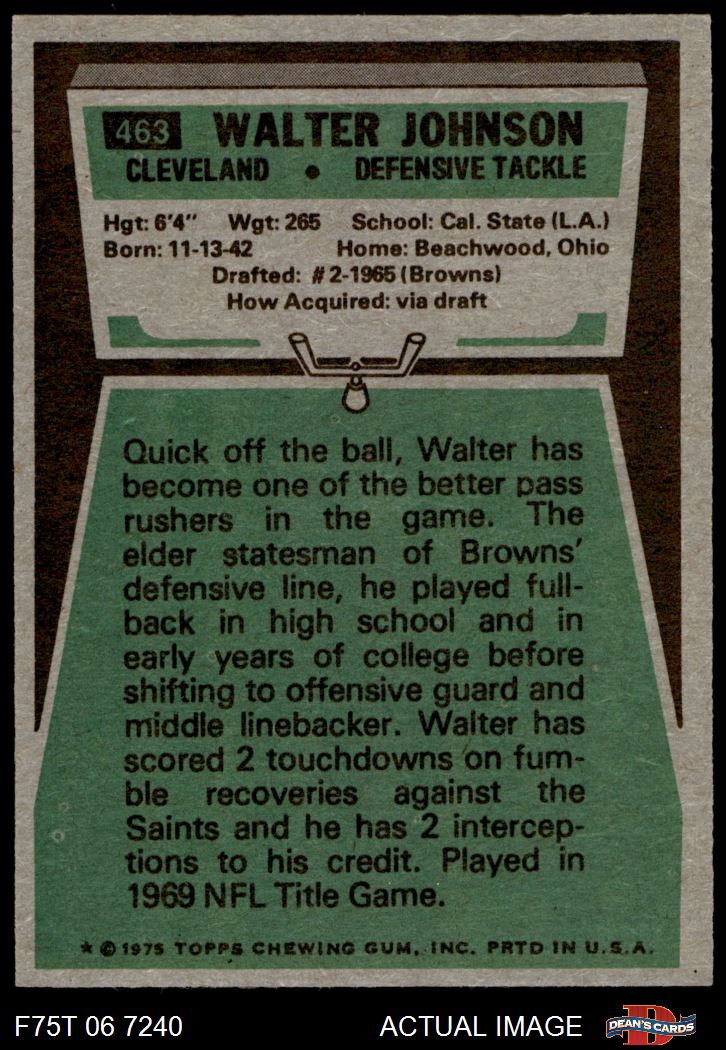 463 WALTER JOHNSON
CLEVELAND • DEFENSIVE TACKLE
Hgt: 6'4" Wgt: 265 School: Cal. State (L.A.)
Born: 11-13-42 Home: Beachwood, Ohio
Drafted: #2-1965 (Browns)
How Acquired: via draft
Quick off the ball, Walter has
become one of the better pass
rushers in the game. The
elder statesman of Browns'
defensive line, he played full-
back in high school and in
early years of college before
shifting to offensive guard and
middle linebacker. Walter has
scored 2 touchdowns on fum-
ble recoveries against the
Saints and he has 2 intercep-
tions to his credit. Played in
1969 NFL Title Game.
★ © 1975 TOPPS CHEWING GUM, INC. PRTD IN U.S.A.
F75T 06 7240 ACTUAL IMAGE D DEAN'S CARDS